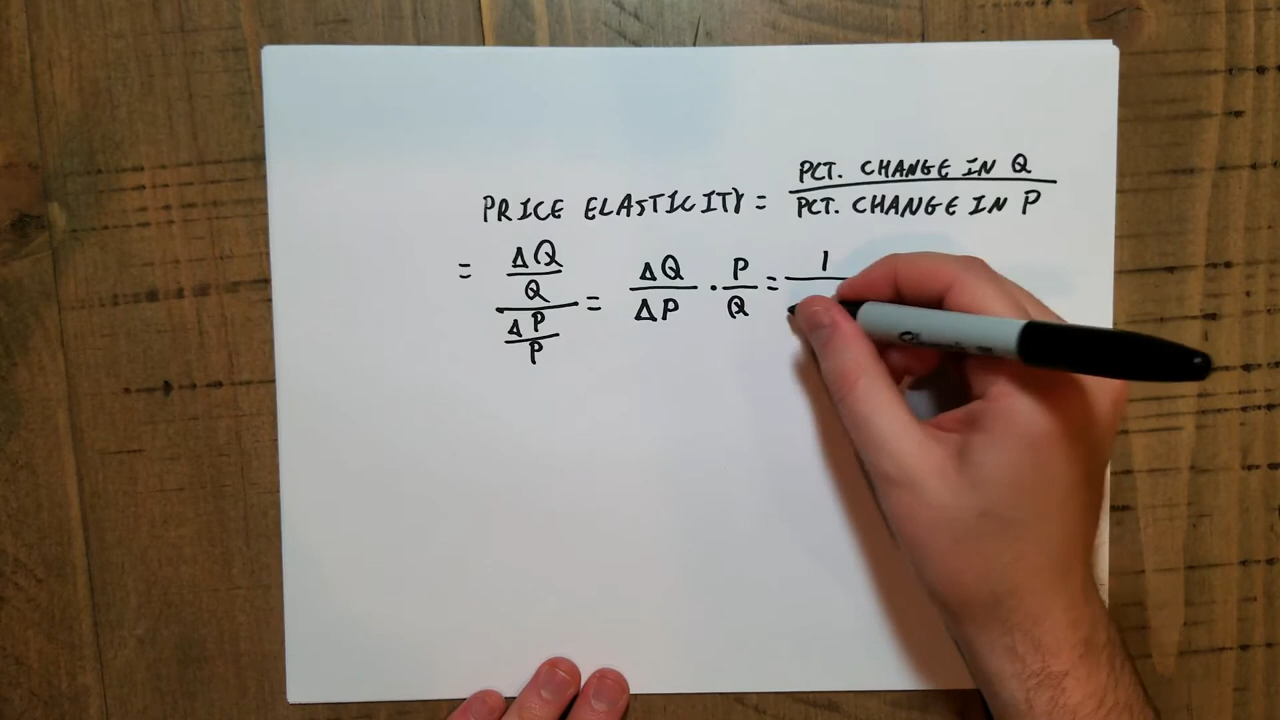 PRICE ELASTICITY = PCT. CHANGE IN Q / PCT. CHANGE IN P
= ΔQ/Q / ΔP/P = ΔQ/ΔP · P/Q = 1